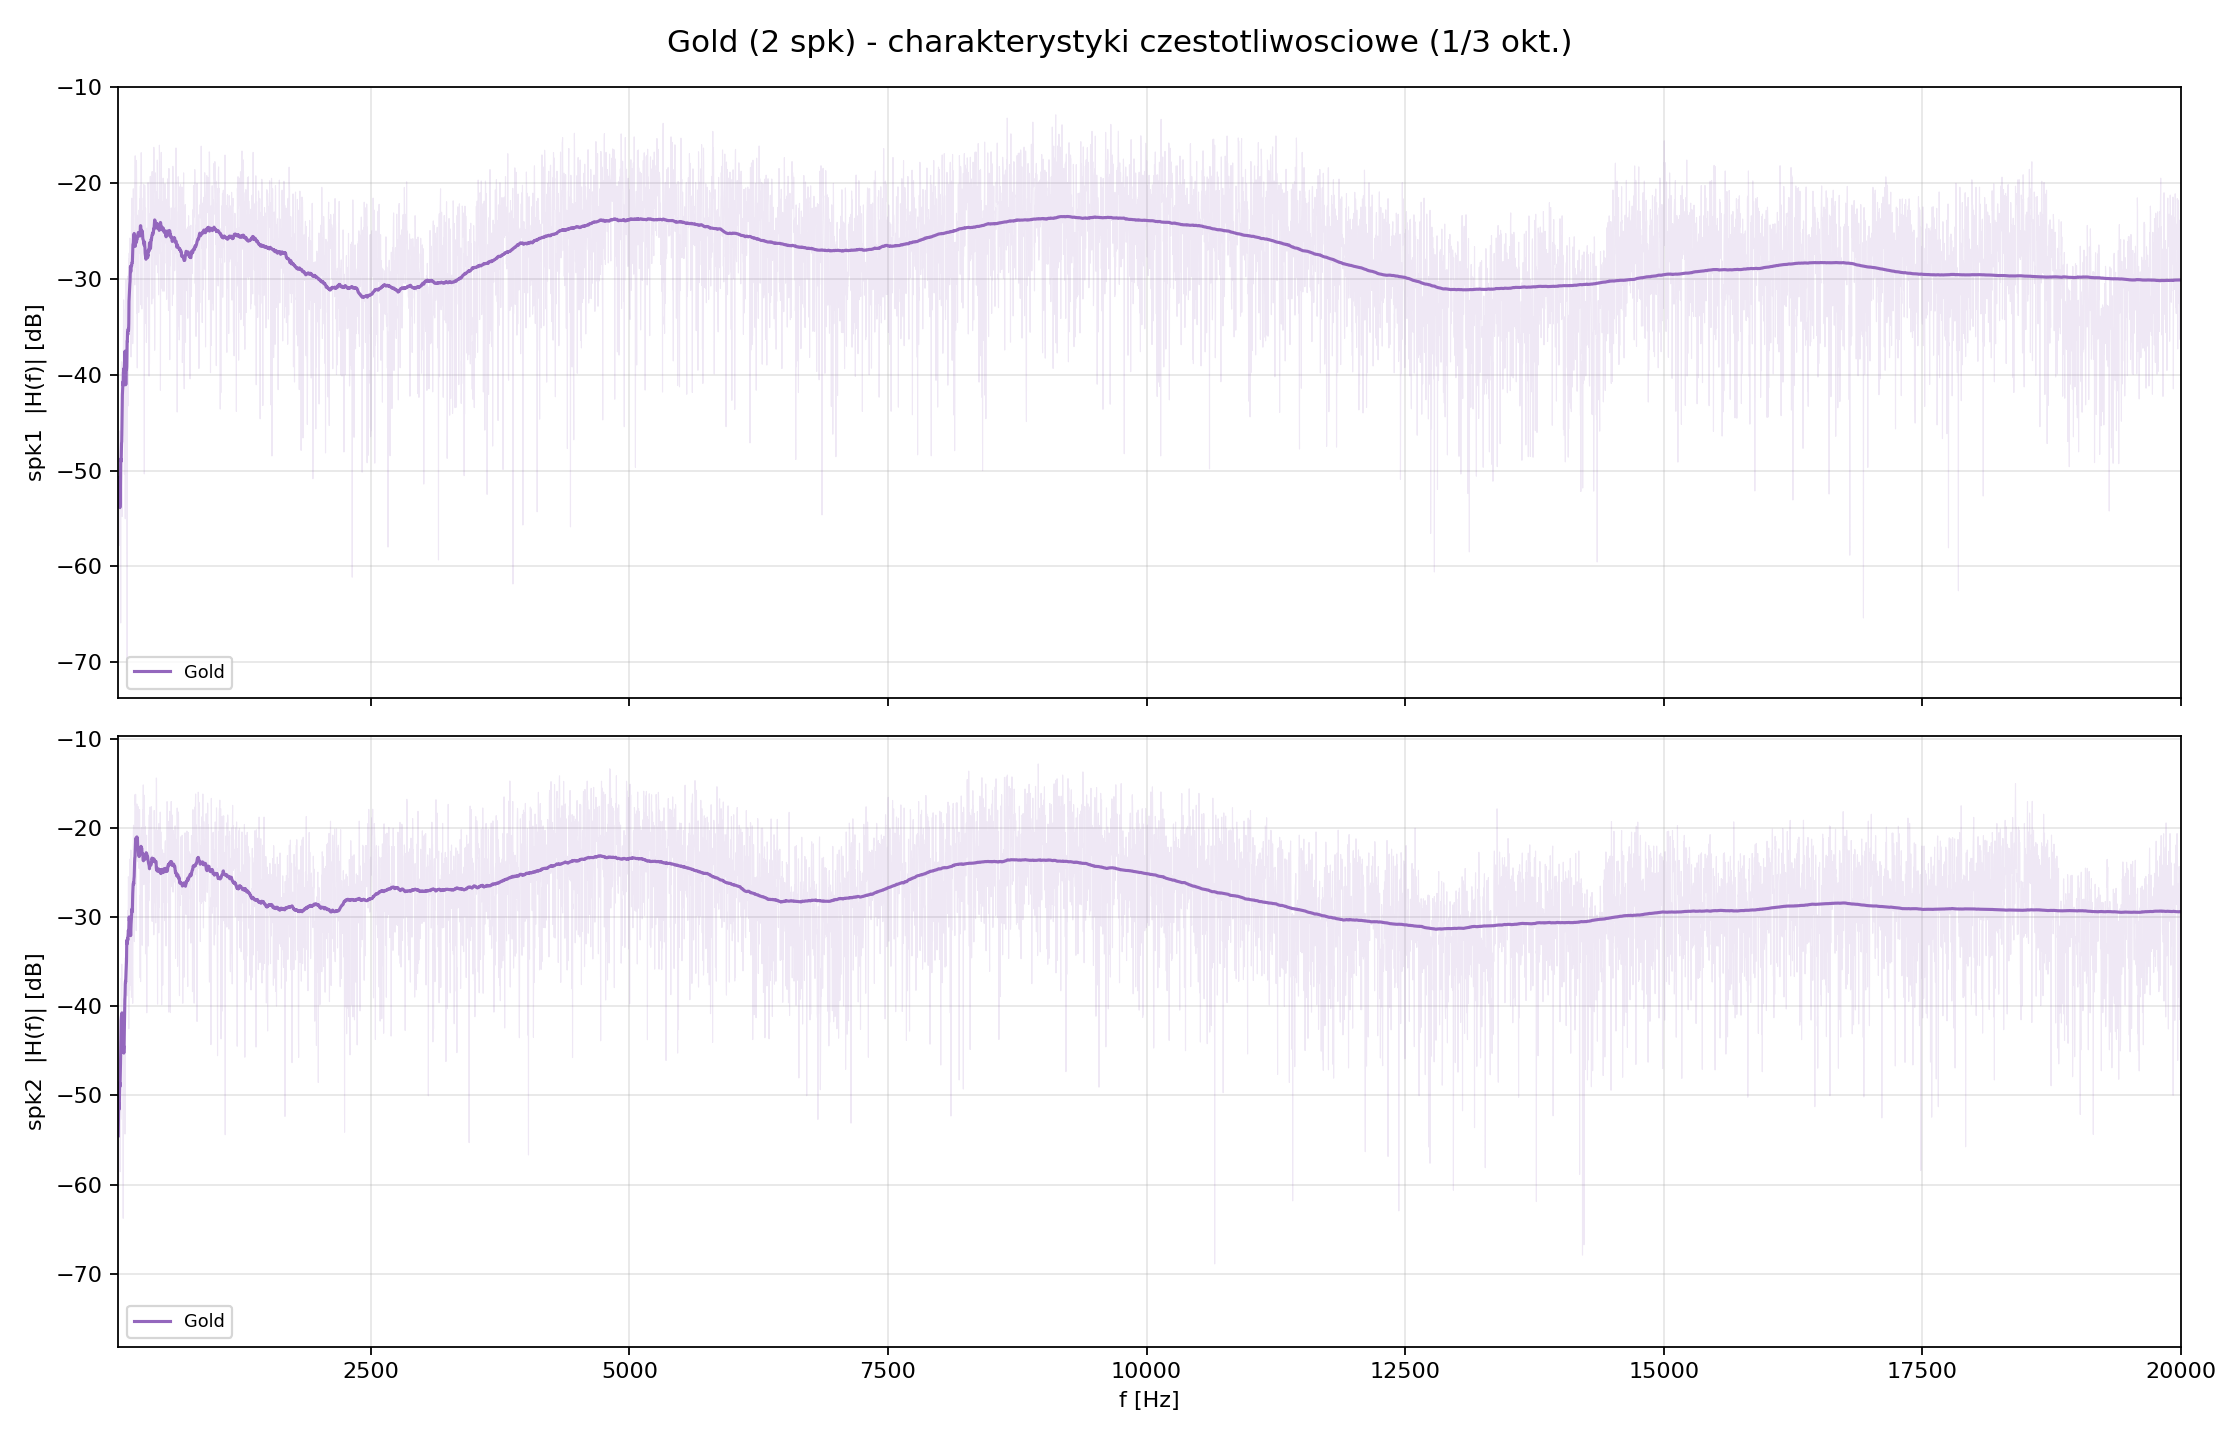 Gold (2 spk) - charakterystyki czestotliwosciowe (1/3 okt.)
−10
−20
−30
−40
−50
−60
−70
spk1 |H(f)| [dB]
Gold
−10
−20
−30
−40
−50
−60
−70
spk2 |H(f)| [dB]
Gold
2500 5000 7500 10000 12500 15000 17500 20000
f [Hz]